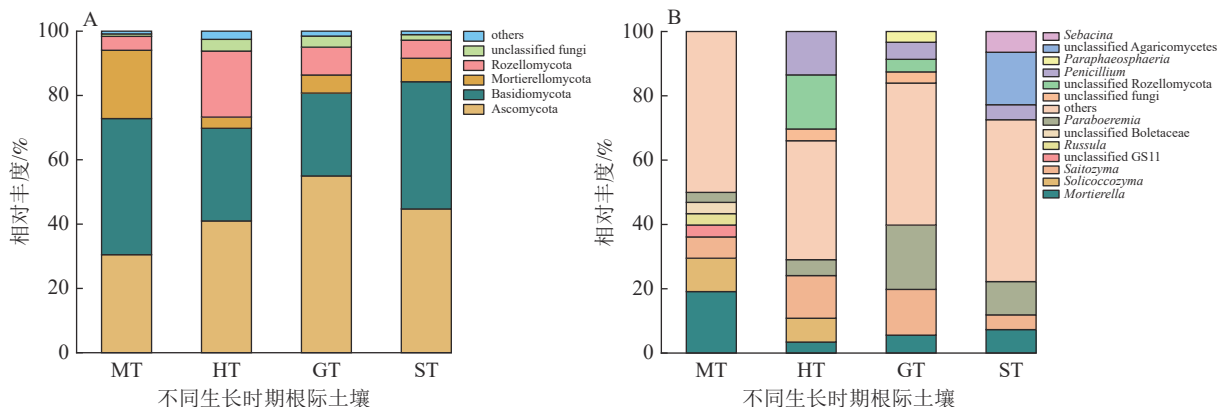 A
100
80
60
40
20
0
相对丰度/%
MT HT GT ST
不同生长时期根际土壤
others
unclassified fungi
Rozellomycota
Mortierellomycota
Basidiomycota
Ascomycota
B
100
80
60
40
20
0
相对丰度/%
MT HT GT ST
不同生长时期根际土壤
Sebacina
unclassified Agaricomycetes
Paraphaeosphaeria
Penicillium
unclassified Rozellomycota
unclassified fungi
others
Paraboeremia
unclassified Boletaceae
Russula
unclassified GS11
Saitozyma
Solicoccozyma
Mortierella